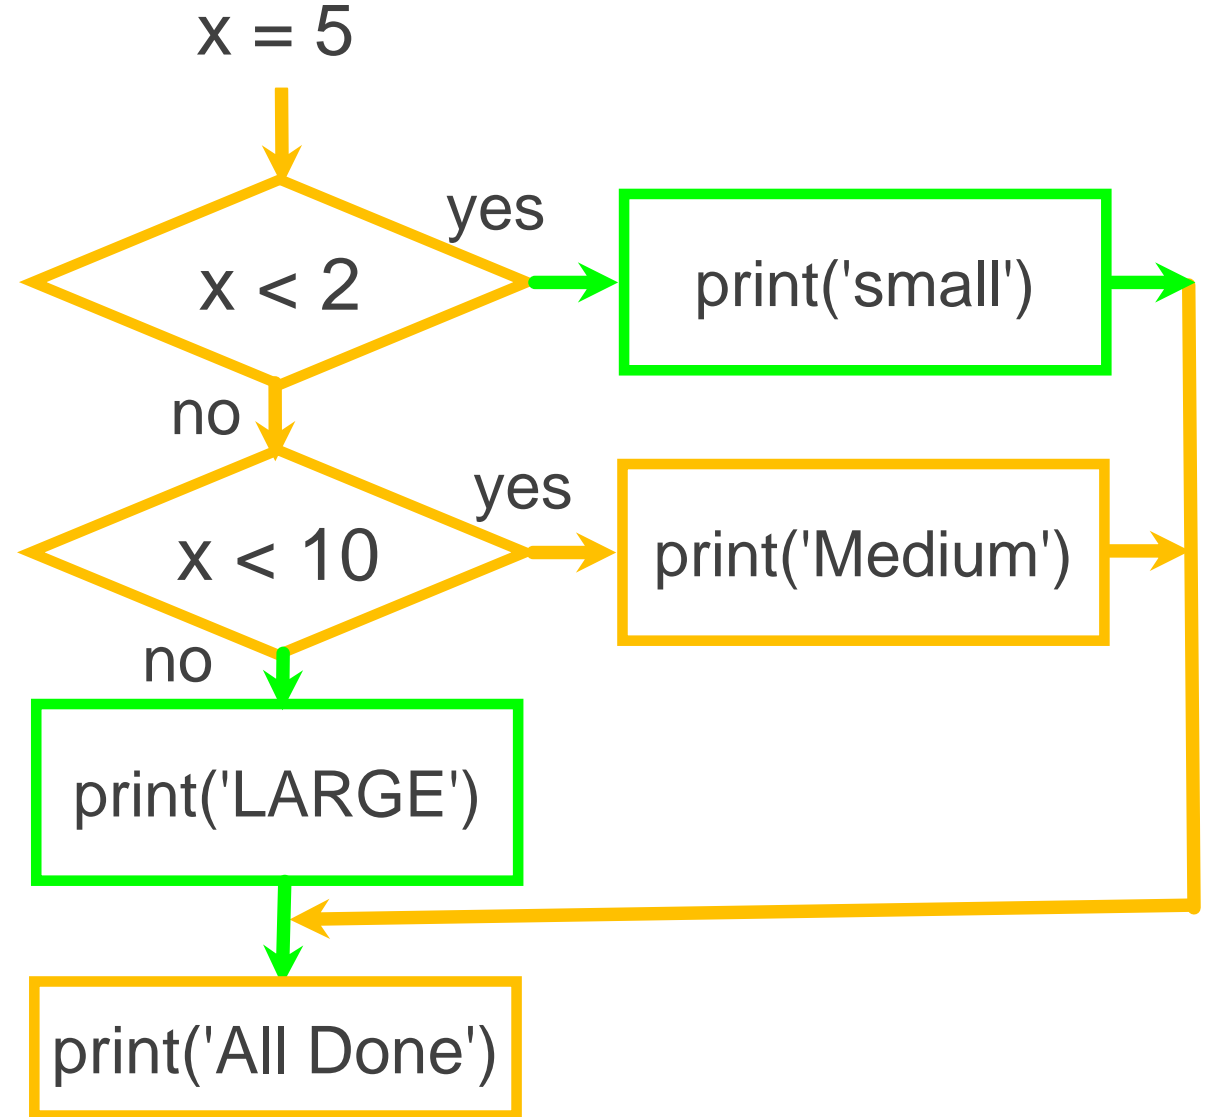 x = 5
yes
x < 2
print('small')
no
yes
x < 10
print('Medium')
no
print('LARGE')
print('All Done')